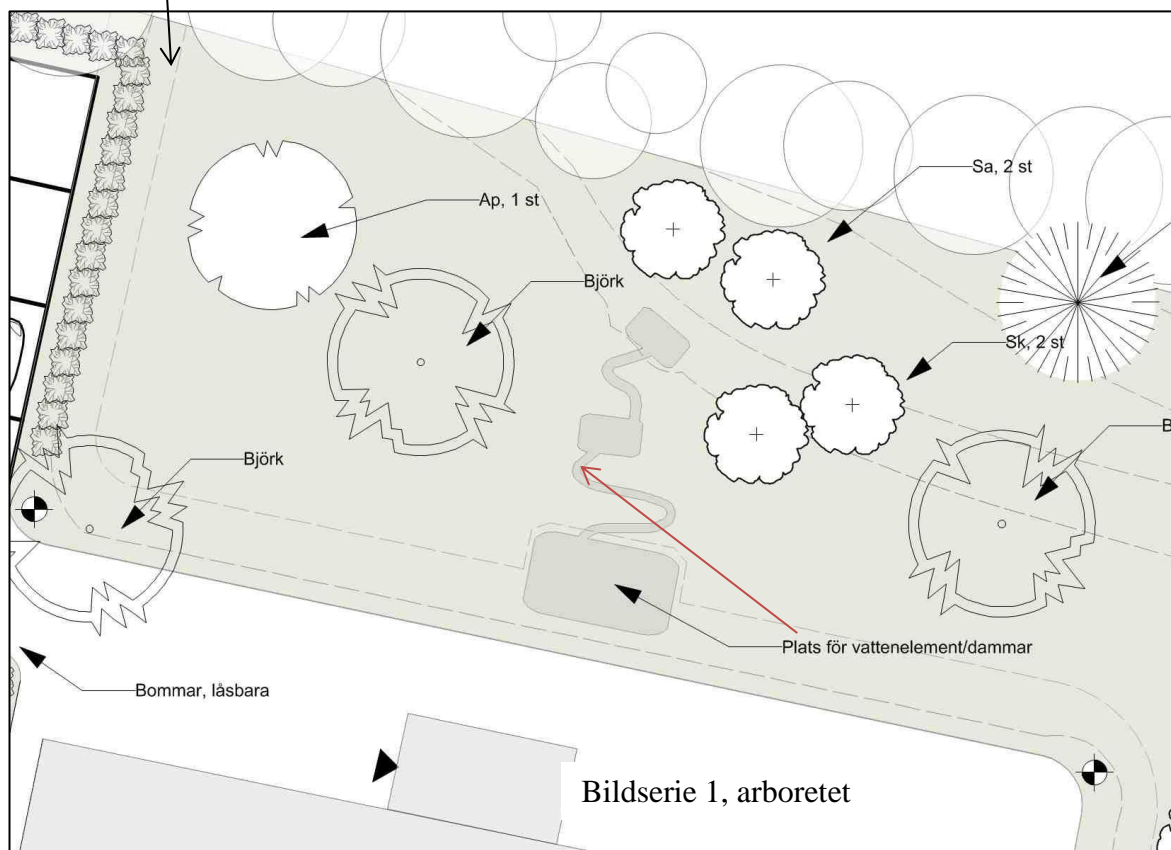 Sa, 2 st
Ap, 1 st
Björk
Sk, 2 st
B
Björk
Plats för vattenelement/dammar
Bommar, låsbara
Bildserie 1, arboretet